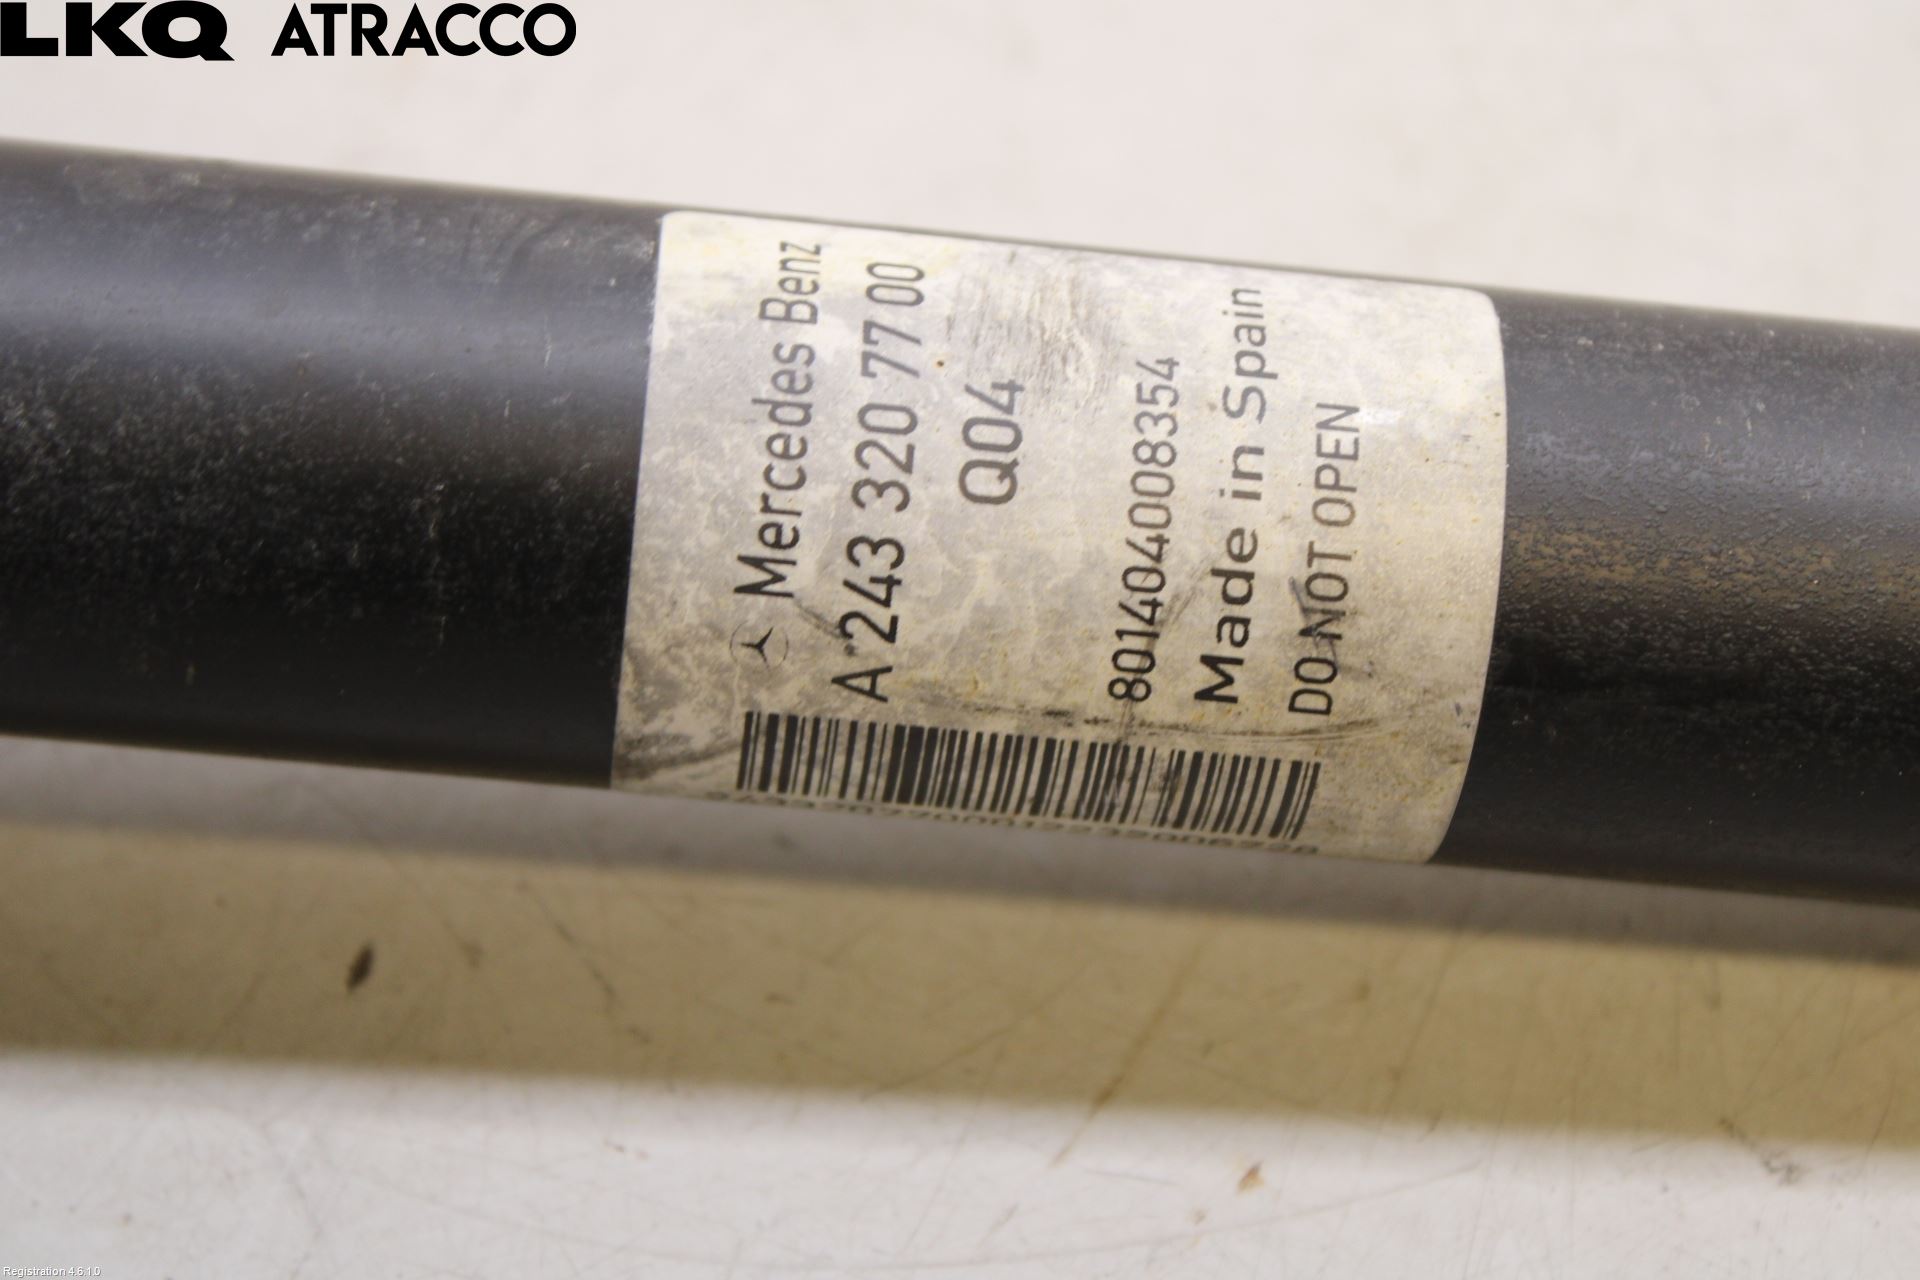 LKQ ATRACCO
Mercedes Benz
A 243 320 77 00
Q04
8014040008354
Made in Spain
DO NOT OPEN
Registration 4.6.1.0